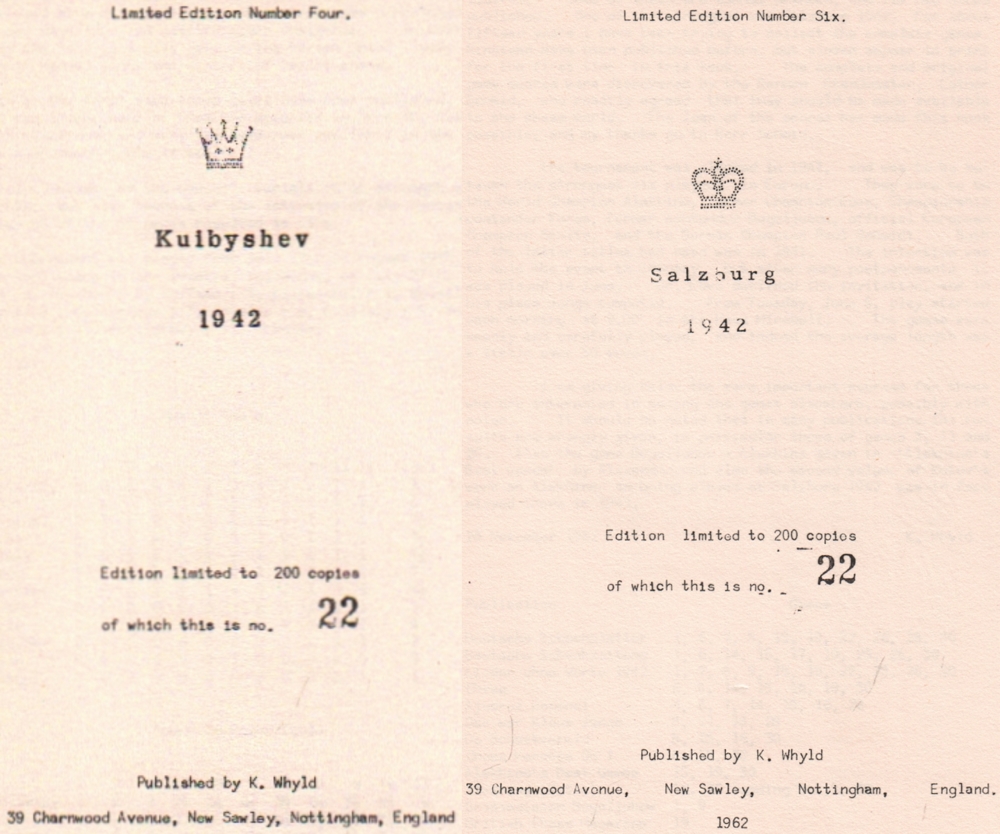 Limited Edition Number Four.
Kuibyshev
1942
Edition limited to 200 copies
of which this is no. 22
Published by K. Whyld
39 Charnwood Avenue, New Sawley, Nottingham, England
Limited Edition Number Six.
Salzburg
1942
Edition limited to 200 copies
of which this is no. 22
Published by K. Whyld
39 Charnwood Avenue, New Sawley, Nottingham, England.
1962